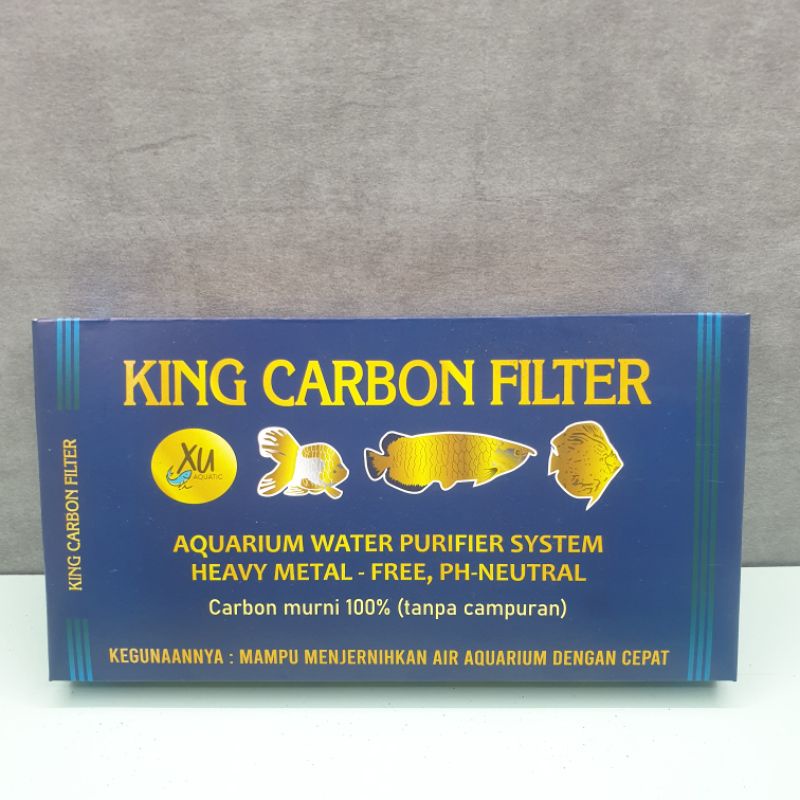 KING CARBON FILTER
XU
AQUATIC
AQUARIUM WATER PURIFIER SYSTEM
HEAVY METAL - FREE, PH-NEUTRAL
Carbon murni 100% (tanpa campuran)
KEGUNAANNYA : MAMPU MENJERNIHKAN AIR AQUARIUM DENGAN CEPAT
KING CARBON FILTER